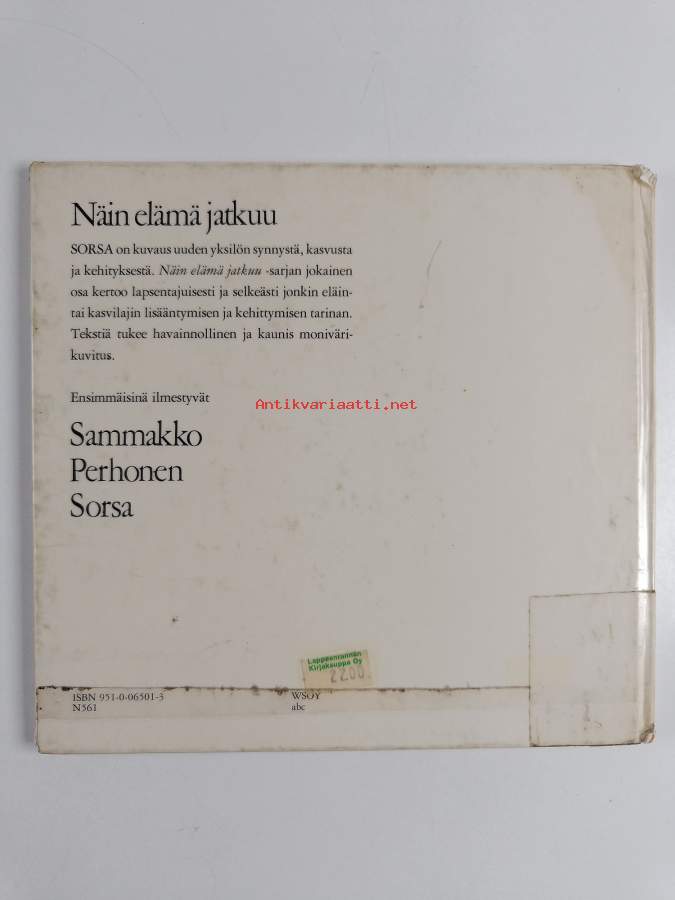 Näin elämä jatkuu
SORSA on kuvaus uuden yksilön synnystä, kasvusta
ja kehityksestä. Näin elämä jatkuu -sarjan jokainen
osa kertoo lapsentajuisesti ja selkeästi jonkin eläin-
tai kasvilajin lisääntymisen ja kehittymisen tarinan.
Tekstiä tukee havainnollinen ja kaunis moniväri-
kuvitus.
Ensimmäisinä ilmestyvät
Antikvariaatti.net
Sammakko
Perhonen
Sorsa
Lappeenrannan
Kirjakauppa Oy
22.00
ISBN 951-0-06501-3
N561
WSOY
abc